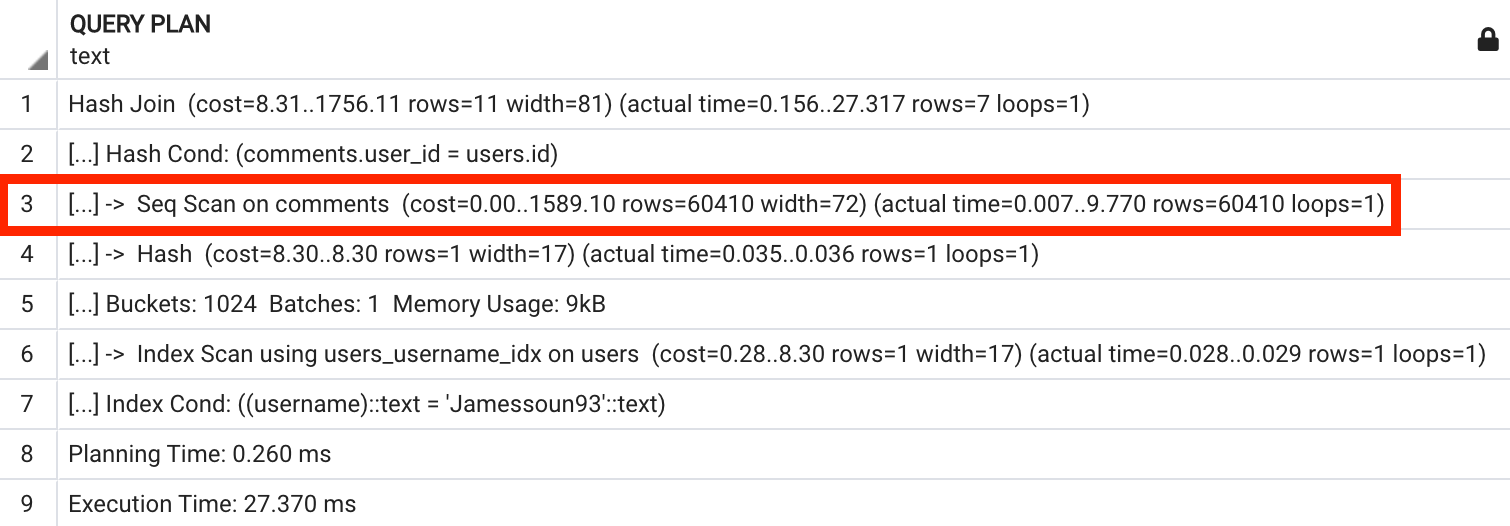 QUERY PLAN
text
1 Hash Join (cost=8.31..1756.11 rows=11 width=81) (actual time=0.156..27.317 rows=7 loops=1)
2 [...] Hash Cond: (comments.user_id = users.id)
3 [...] -> Seq Scan on comments (cost=0.00..1589.10 rows=60410 width=72) (actual time=0.007..9.770 rows=60410 loops=1)
4 [...] -> Hash (cost=8.30..8.30 rows=1 width=17) (actual time=0.035..0.036 rows=1 loops=1)
5 [...] Buckets: 1024 Batches: 1 Memory Usage: 9kB
6 [...] -> Index Scan using users_username_idx on users (cost=0.28..8.30 rows=1 width=17) (actual time=0.028..0.029 rows=1 loops=1)
7 [...] Index Cond: ((username)::text = 'Jamessoun93'::text)
8 Planning Time: 0.260 ms
9 Execution Time: 27.370 ms